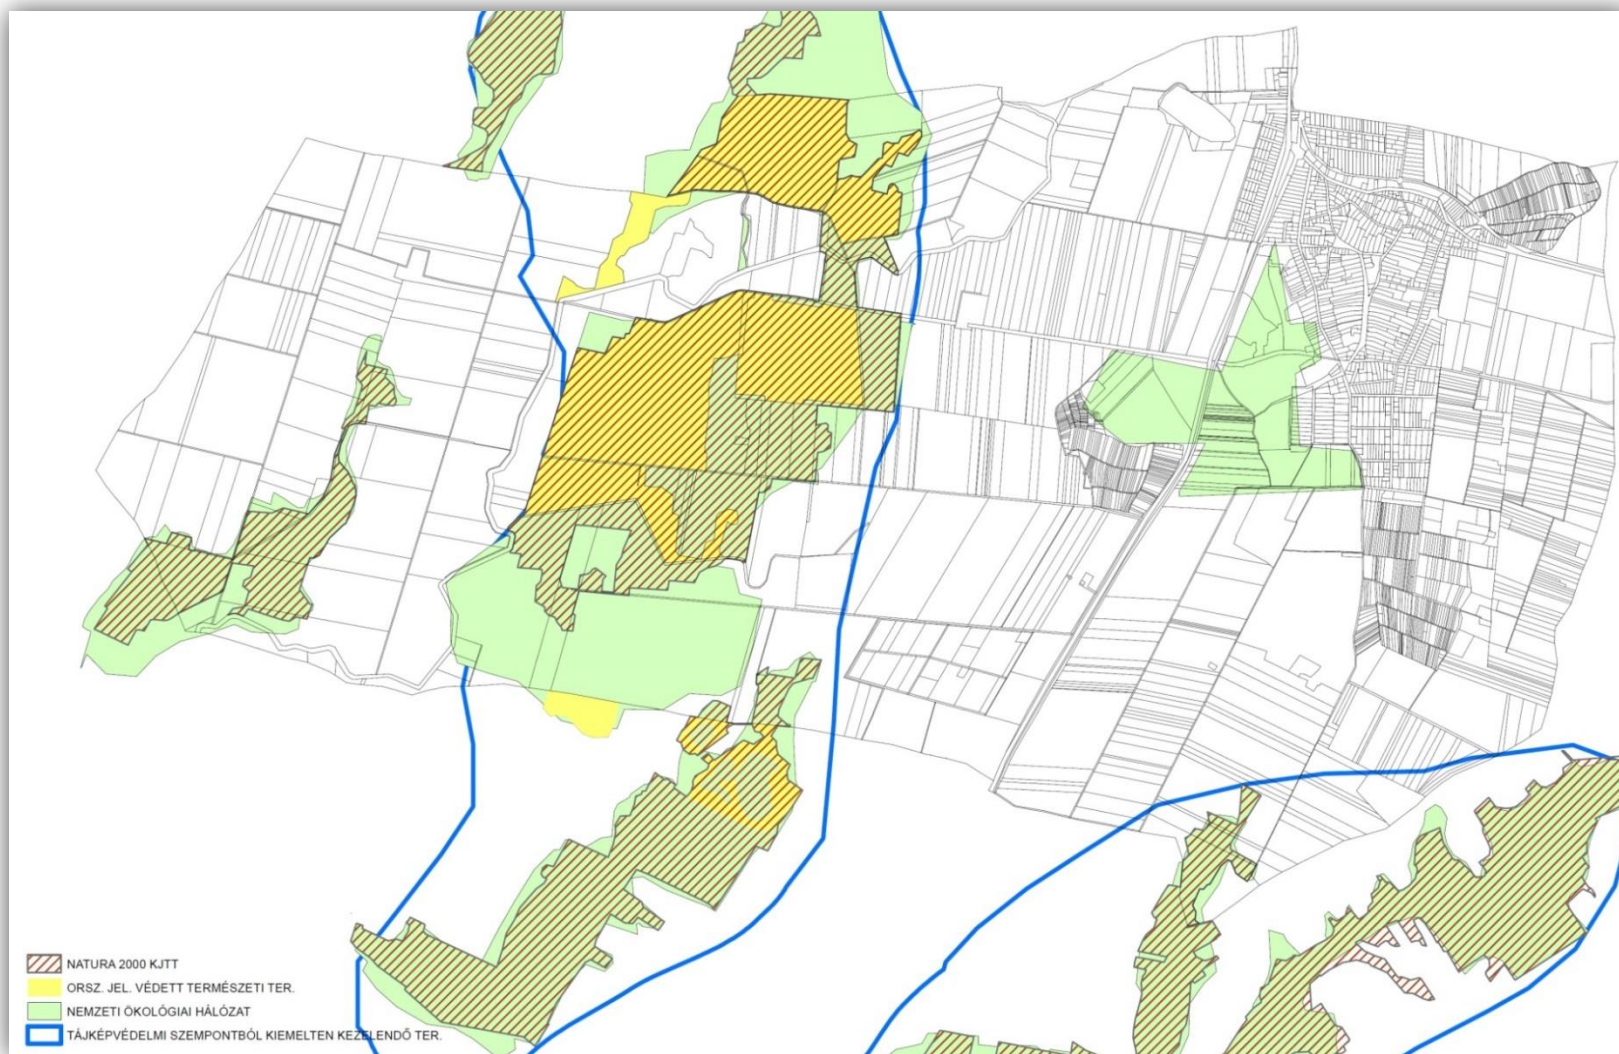 NATURA 2000 KJTT
ORSZ. JEL. VÉDETT TERMÉSZETI TER.
NEMZETI ÖKOLÓGIAI HÁLÓZAT
TÁJKÉPVÉDELMI SZEMPONTBÓL KIEMELTEN KEZELENDŐ TER.